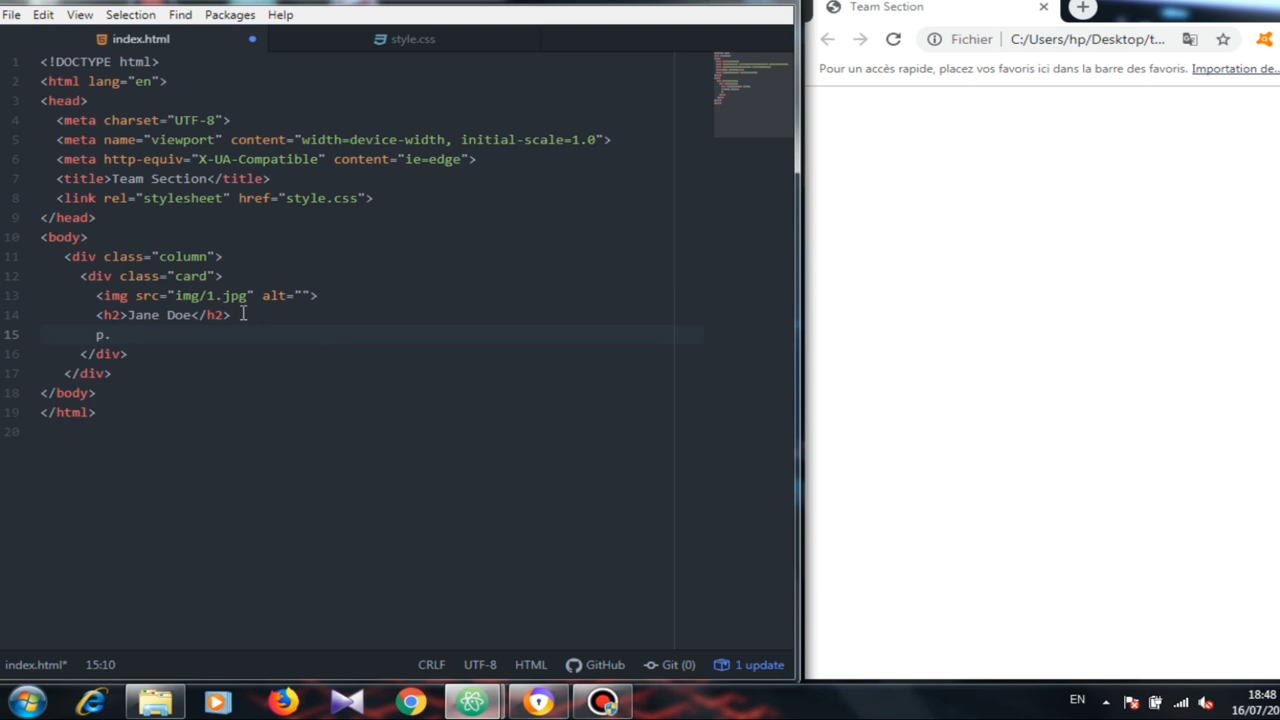 File Edit View Selection Find Packages Help
index.html
style.css
1 <!DOCTYPE html>
2 <html lang="en">
3 <head>
4 <meta charset="UTF-8">
5 <meta name="viewport" content="width=device-width, initial-scale=1.0">
6 <meta http-equiv="X-UA-Compatible" content="ie=edge">
7 <title>Team Section</title>
8 <link rel="stylesheet" href="style.css">
9 </head>
10 <body>
11 <div class="column">
12 <div class="card">
13 <img src="img/1.jpg" alt="">
14 <h2>Jane Doe</h2>
15 p.
16 </div>
17 </div>
18 </body>
19 </html>
20
index.html* 15:10 CRLF UTF-8 HTML GitHub Git (0) 1 update
Team Section
Fichier C:/Users/hp/Desktop/t...
Pour un accès rapide, placez vos favoris ici dans la barre des favoris. Importation de...
EN
18:48
16/07/20